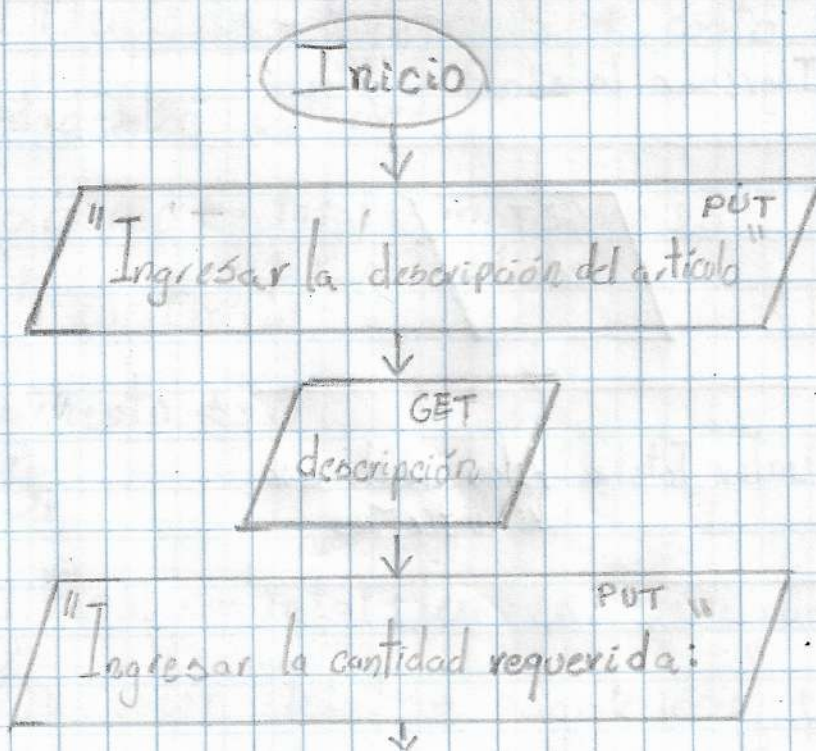 Inicio
PUT
"Ingresar la descripción del artículo"
GET
descripción
PUT
"Ingresar la cantidad requerida:"